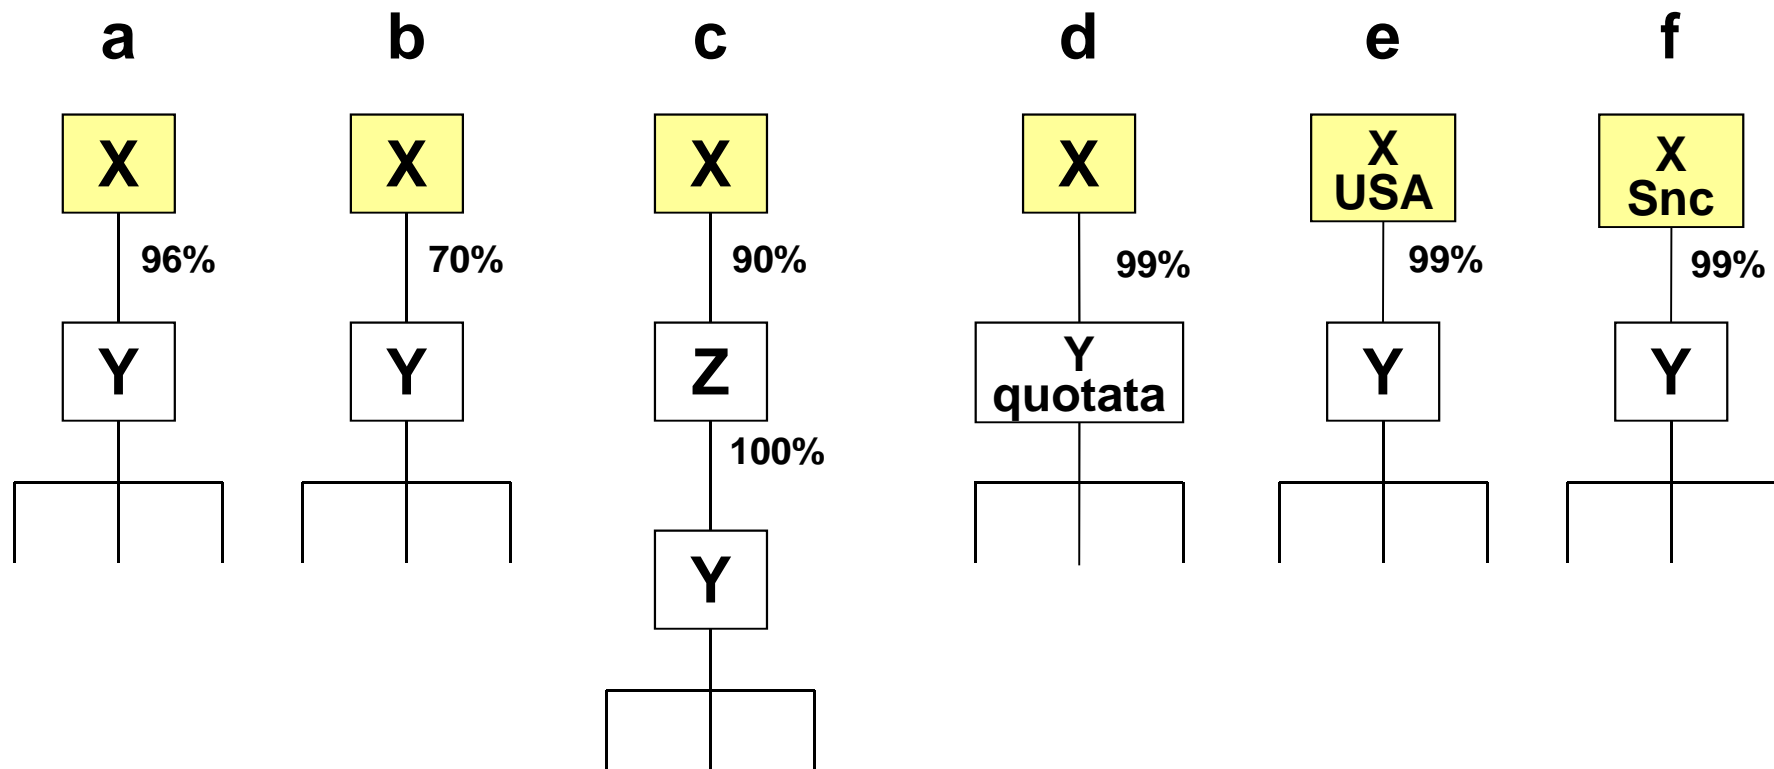 a b c d e f
X X X X X X
USA Snc
96% 70% 90% 99% 99% 99%
Y Y Z Y Y Y
quotata
100%
Y